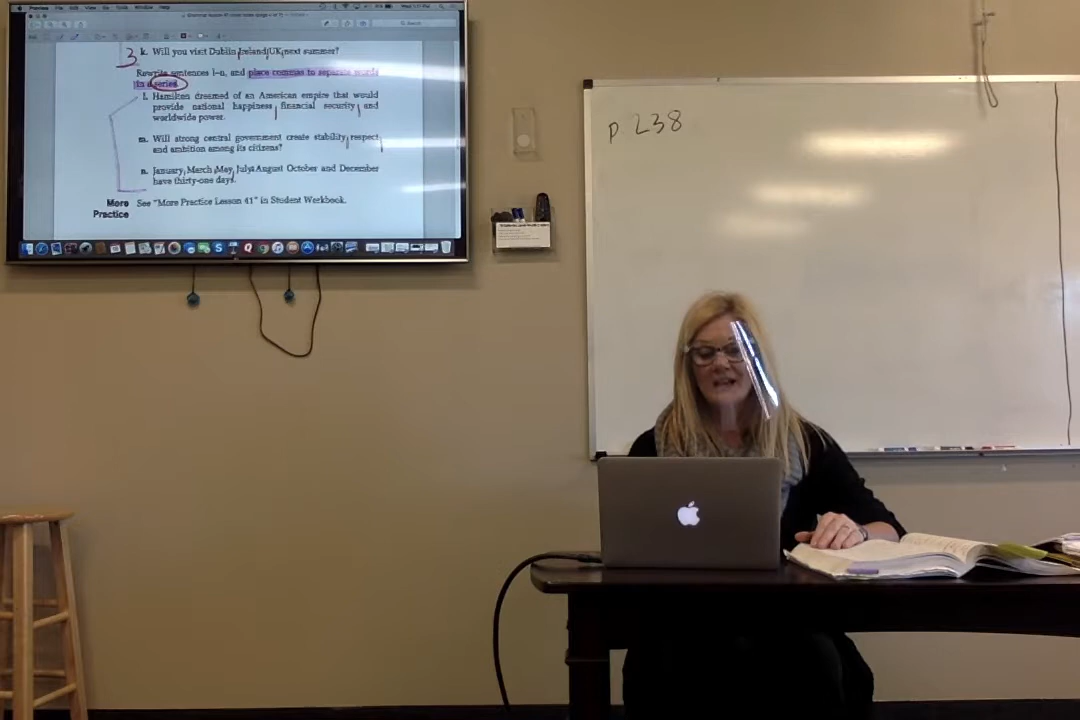 3 k. Will you visit Dublin, Ireland, UK, next summer?
Rewrite sentences l–n, and place commas to separate words
in a series.
l. Hamilton dreamed of an American empire that would
provide national happiness, financial security, and
worldwide power.
m. Will strong central government create stability, respect,
and ambition among its citizens?
n. January, March, May, July, August October and December
have thirty-one days.
More
Practice
See "More Practice Lesson 41" in Student Workbook.
p 238